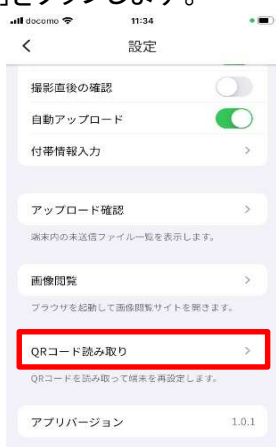 ]をタップします。
docomo 11:34
設定
撮影直後の確認
自動アップロード
付帯情報入力
アップロード確認
端末内の未送信ファイル一覧を表示します。
画像閲覧
ブラウザを起動して画像閲覧サイトを開きます。
QRコード読み取り
QRコードを読み取って端末を再設定します。
アプリバージョン 1.0.1